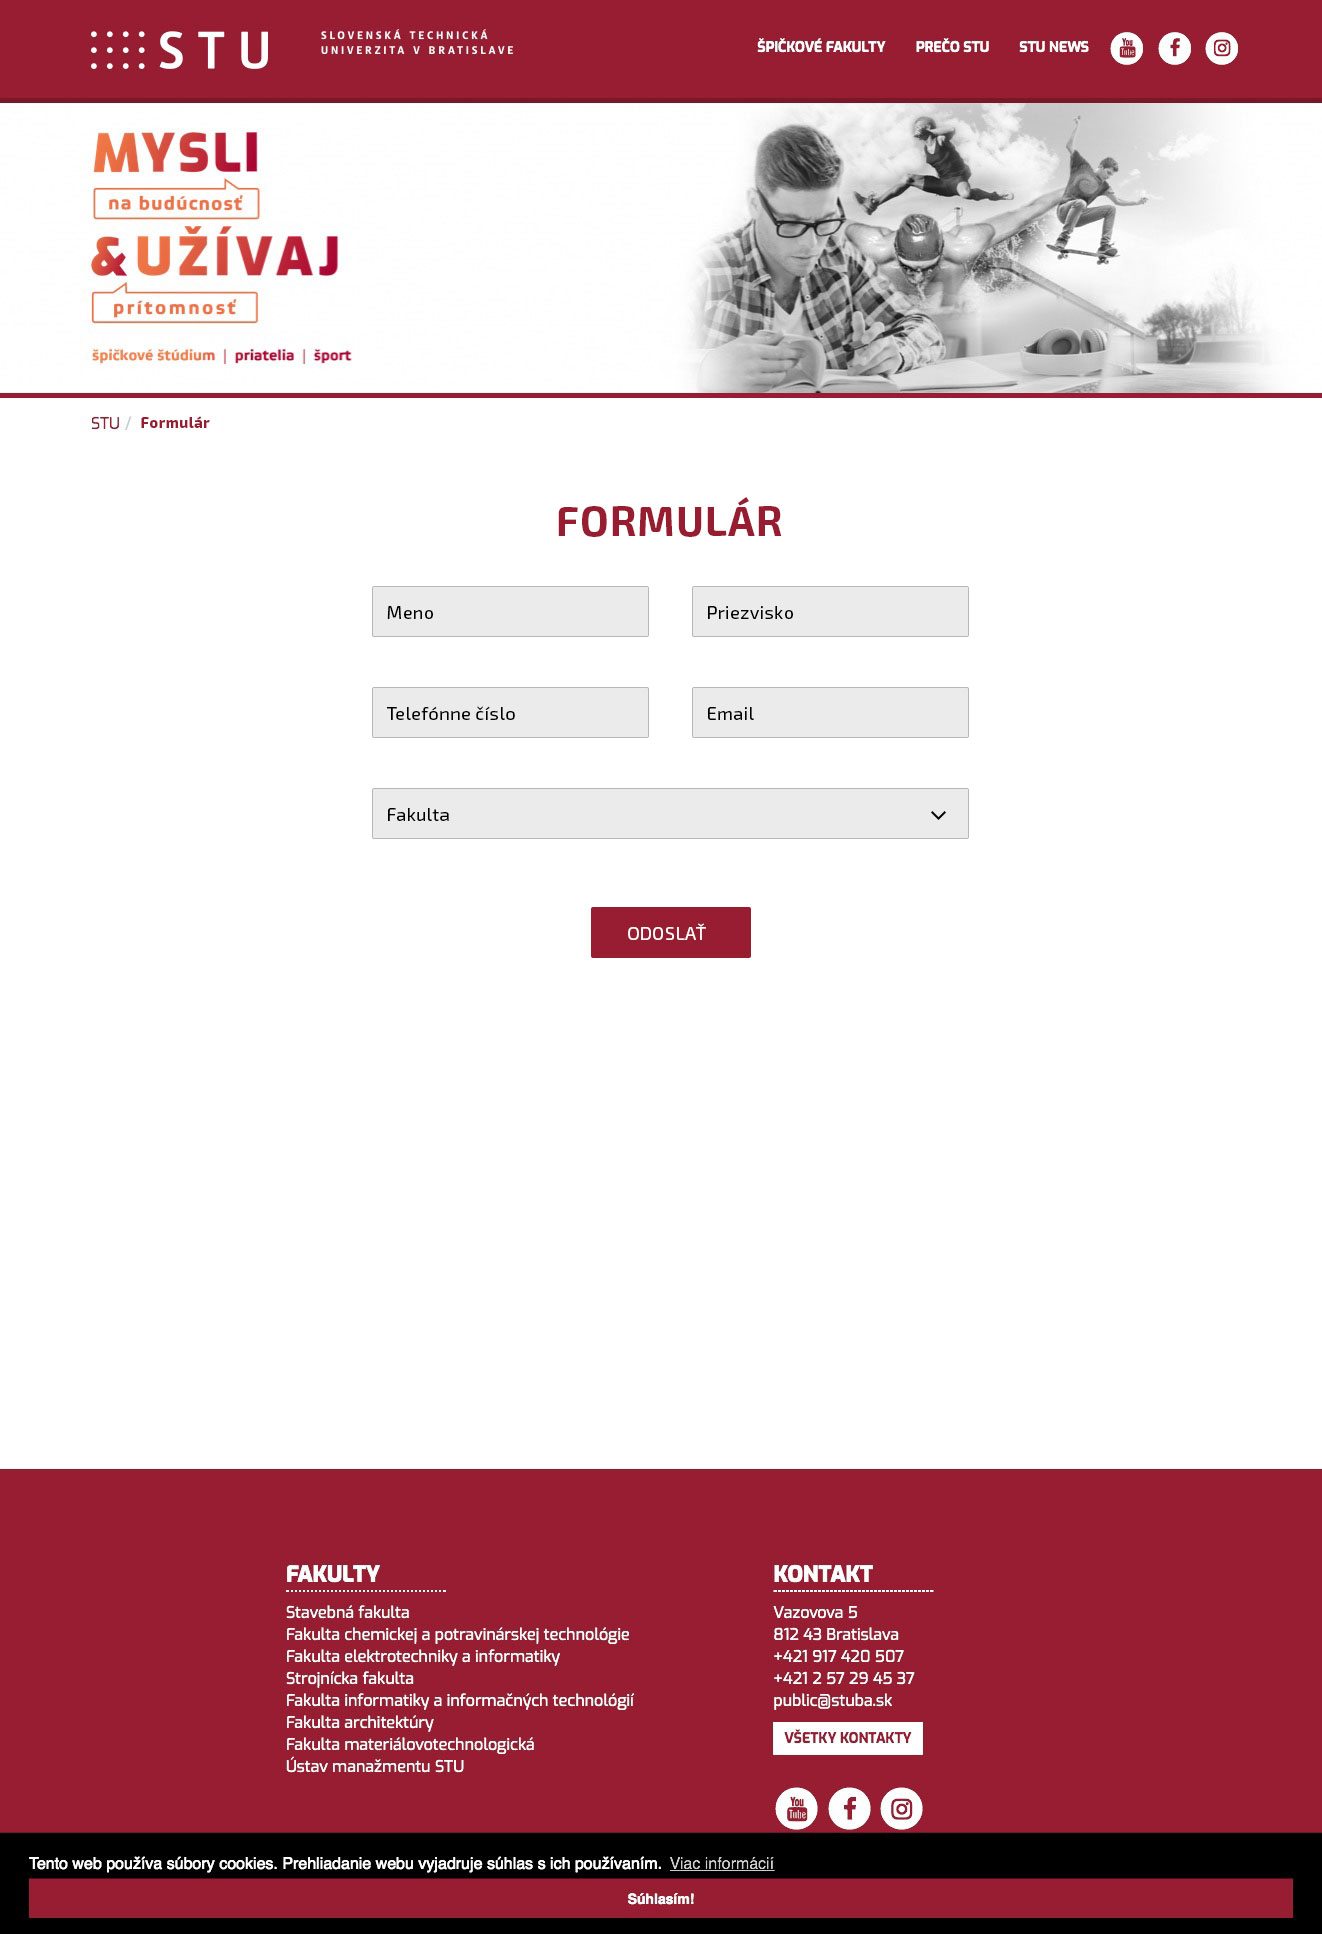 STU
SLOVENSKÁ TECHNICKÁ
UNIVERZITA V BRATISLAVE
ŠPIČKOVÉ FAKULTY
PREČO STU
STU NEWS
You Tube
MYSLI
na budúcnosť
& UŽÍVAJ
prítomnosť
špičkové štúdium | priatelia | šport
STU / Formulár
FORMULÁR
Meno
Priezvisko
Telefónne číslo
Email
Fakulta
ODOSLAŤ
FAKULTY
Stavebná fakulta
Fakulta chemickej a potravinárskej technológie
Fakulta elektrotechniky a informatiky
Strojnícka fakulta
Fakulta informatiky a informačných technológií
Fakulta architektúry
Fakulta materiálovotechnologická
Ústav manažmentu STU
KONTAKT
Vazovova 5
812 43 Bratislava
+421 917 420 507
+421 2 57 29 45 37
public@stuba.sk
VŠETKY KONTAKTY
You Tube
Tento web používa súbory cookies. Prehliadanie webu vyjadruje súhlas s ich používaním. Viac informácií
Súhlasím!